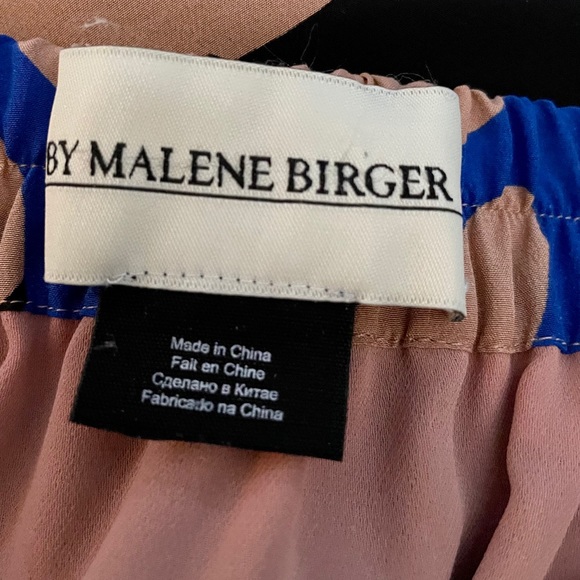 BY MALENE BIRGER
Made in China
Fait en Chine
Сделано в Китае
Fabricado na China